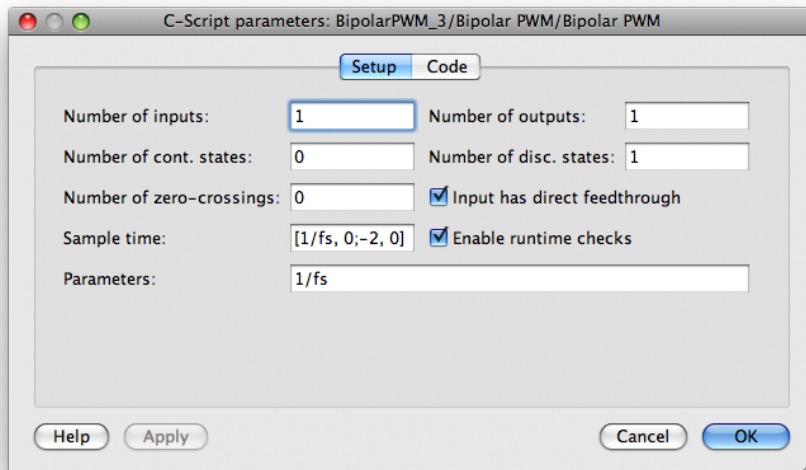 C-Script parameters: BipolarPWM_3/Bipolar PWM/Bipolar PWM
Setup Code
Number of inputs: 1 Number of outputs: 1
Number of cont. states: 0 Number of disc. states: 1
Number of zero-crossings: 0 Input has direct feedthrough
Sample time: [1/fs, 0;-2, 0] Enable runtime checks
Parameters: 1/fs
Help Apply Cancel OK